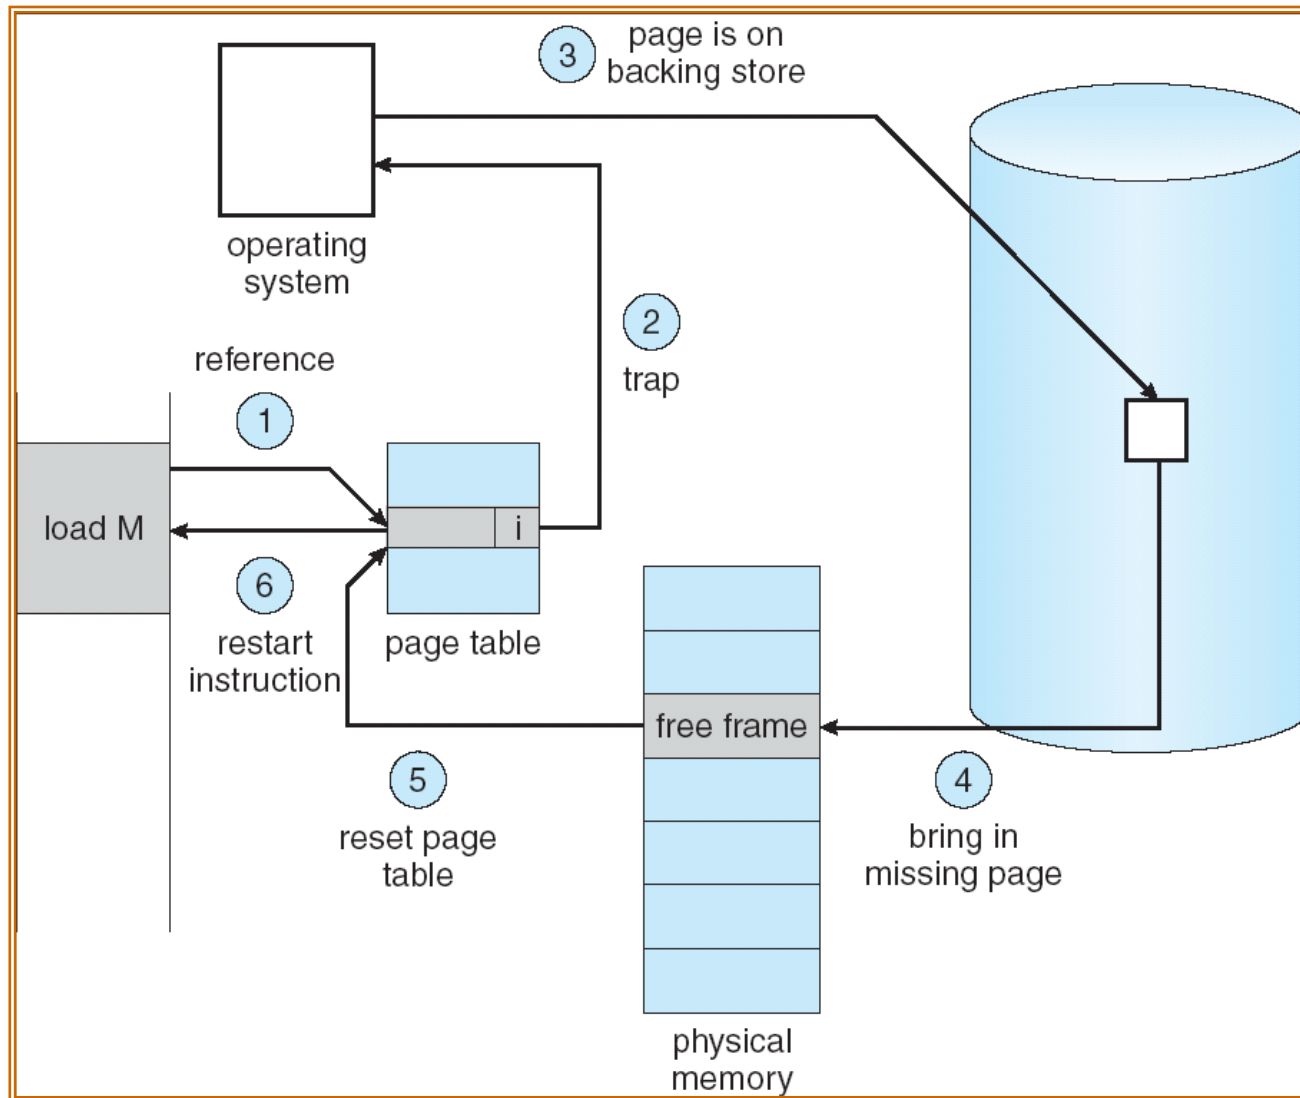 3
page is on
backing store
operating
system
2
trap
reference
1
load M
i
6
restart
instruction
page table
free frame
5
reset page
table
4
bring in
missing page
physical
memory